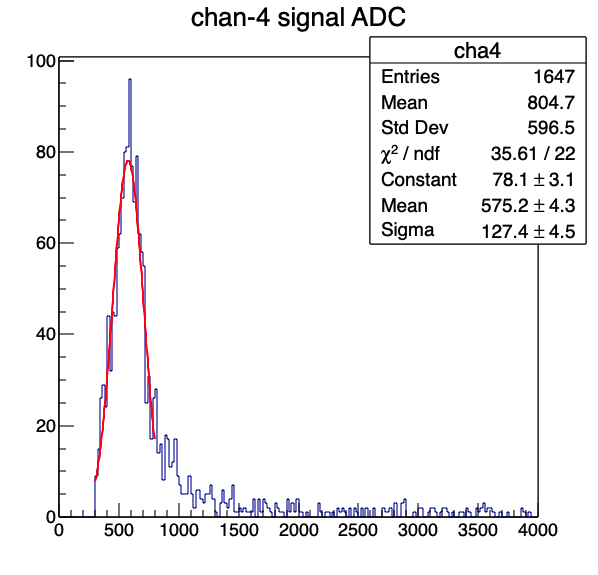 chan-4 signal ADC
cha4
Entries 1647
Mean 804.7
Std Dev 596.5
χ² / ndf 35.61 / 22
Constant 78.1 ± 3.1
Mean 575.2 ± 4.3
Sigma 127.4 ± 4.5
100
80
60
40
20
0
0 500 1000 1500 2000 2500 3000 3500 4000